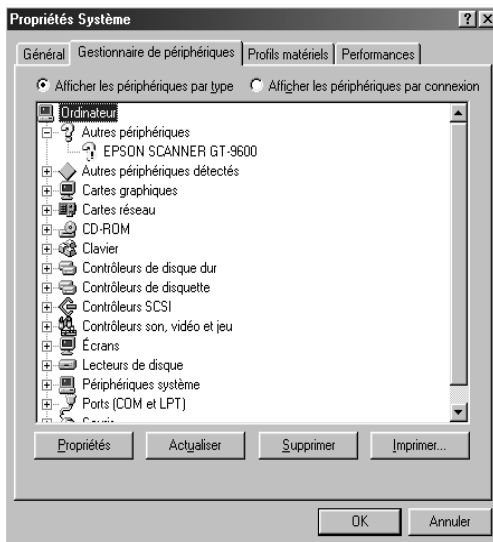 Propriétés Système
Général Gestionnaire de périphériques Profils matériels Performances
Afficher les périphériques par type Afficher les périphériques par connexion
Ordinateur
Autres périphériques
EPSON SCANNER GT-9600
Autres périphériques détectés
Cartes graphiques
Cartes réseau
CD-ROM
Clavier
Contrôleurs de disque dur
Contrôleurs de disquette
Contrôleurs SCSI
Contrôleurs son, vidéo et jeu
Écrans
Lecteurs de disque
Périphériques système
Ports (COM et LPT)
Propriétés Actualiser Supprimer Imprimer...
OK Annuler